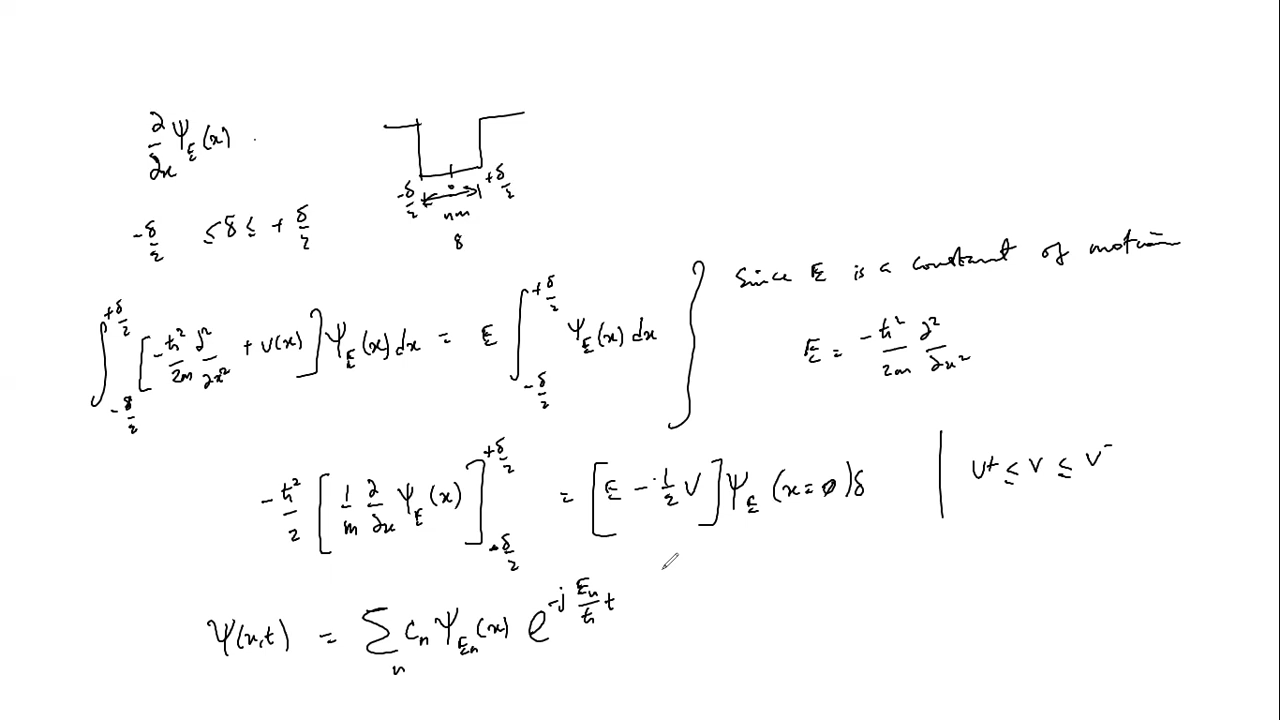 ∂/∂x Ψ_E(x)
-δ/2 +δ/2
nm
δ
-δ/2 ≤ δ ≤ +δ/2
∫_{-δ/2}^{+δ/2} [-ħ²/2m ∂²/∂x² + V(x)] Ψ_E(x) dx = E ∫_{-δ/2}^{+δ/2} Ψ_E(x) dx
Since E is a constant of motion
E = -ħ²/2m ∂²/∂x²
-ħ²/2 [1/m ∂/∂x Ψ_E(x)]_{-δ/2}^{+δ/2} = [E - 1/2 V] Ψ_E (x=0) δ
V⁺ ≤ V ≤ V⁻
Ψ(x,t) = Σ_n C_n Ψ_{E_n}(x) e^{-j E_n/ħ t}